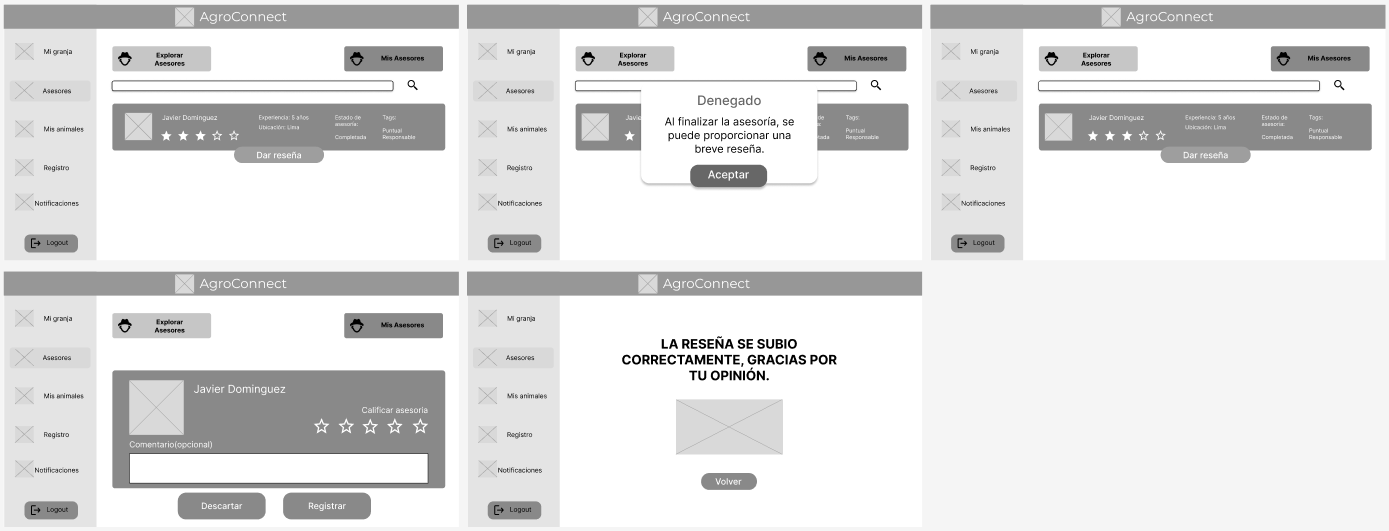 AgroConnect
Mi granja
Asesores
Mis animales
Registro
Notificaciones
Logout
Explorar
Asesores
Mis Asesores
Javier Dominguez
Experiencia: 5 años
Ubicación: Lima
Estado de
asesoría:
Completada
Tags:
Puntual
Responsable
Dar reseña
AgroConnect
Mi granja
Asesores
Mis animales
Registro
Notificaciones
Logout
Explorar
Asesores
Mis Asesores
Denegado
Al finalizar la asesoría, se
puede proporcionar una
breve reseña.
Aceptar
Tags:
Puntual
Responsable
AgroConnect
Mi granja
Asesores
Mis animales
Registro
Notificaciones
Logout
Explorar
Asesores
Mis Asesores
Javier Dominguez
Experiencia: 5 años
Ubicación: Lima
Estado de
asesoría:
Completada
Tags:
Puntual
Responsable
Dar reseña
AgroConnect
Mi granja
Asesores
Mis animales
Registro
Notificaciones
Logout
Explorar
Asesores
Mis Asesores
Javier Dominguez
Calificar asesoria
Comentario(opcional)
Descartar
Registrar
AgroConnect
Mi granja
Asesores
Mis animales
Registro
Notificaciones
Logout
LA RESEÑA SE SUBIO
CORRECTAMENTE, GRACIAS POR
TU OPINIÓN.
Volver